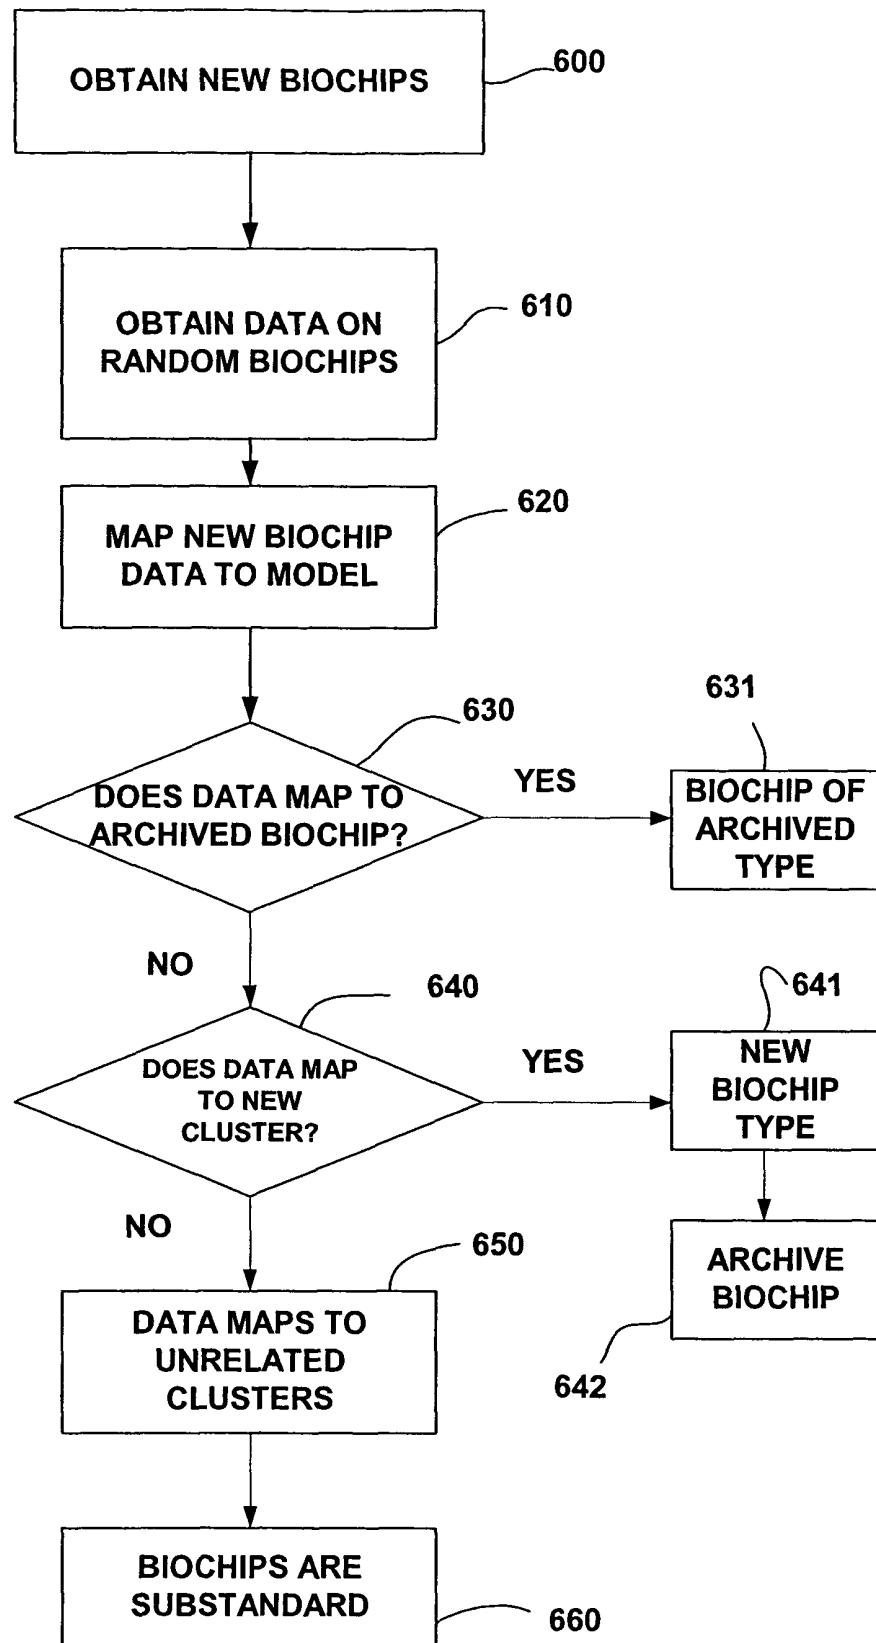 OBTAIN NEW BIOCHIPS
600
OBTAIN DATA ON
RANDOM BIOCHIPS
610
MAP NEW BIOCHIP
DATA TO MODEL
620
DOES DATA MAP TO
ARCHIVED BIOCHIP?
630
YES
631
BIOCHIP OF
ARCHIVED
TYPE
NO
DOES DATA MAP
TO NEW
CLUSTER?
640
YES
641
NEW
BIOCHIP
TYPE
ARCHIVE
BIOCHIP
642
NO
DATA MAPS TO
UNRELATED
CLUSTERS
650
BIOCHIPS ARE
SUBSTANDARD
660